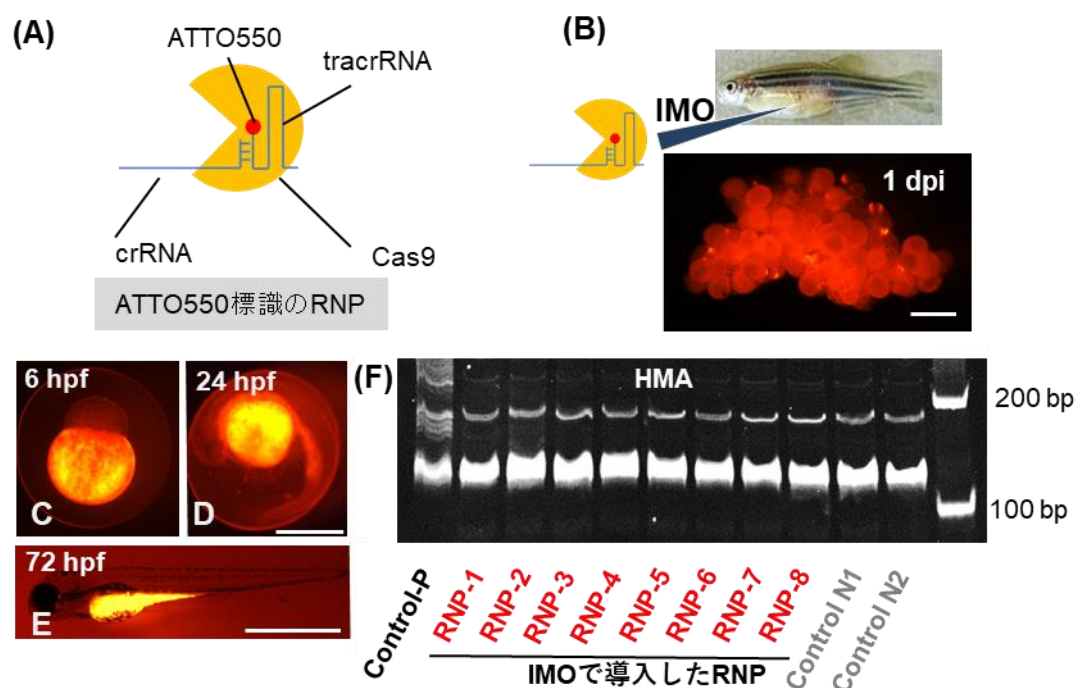 (A)
ATTO550
tracrRNA
crRNA
Cas9
ATTO550標識のRNP
(B)
IMO
1 dpi
6 hpf
C
24 hpf
D
72 hpf
E
(F)
HMA
200 bp
100 bp
Control-P
RNP-1
RNP-2
RNP-3
RNP-4
RNP-5
RNP-6
RNP-7
RNP-8
Control N1
Control N2
IMOで導入したRNP